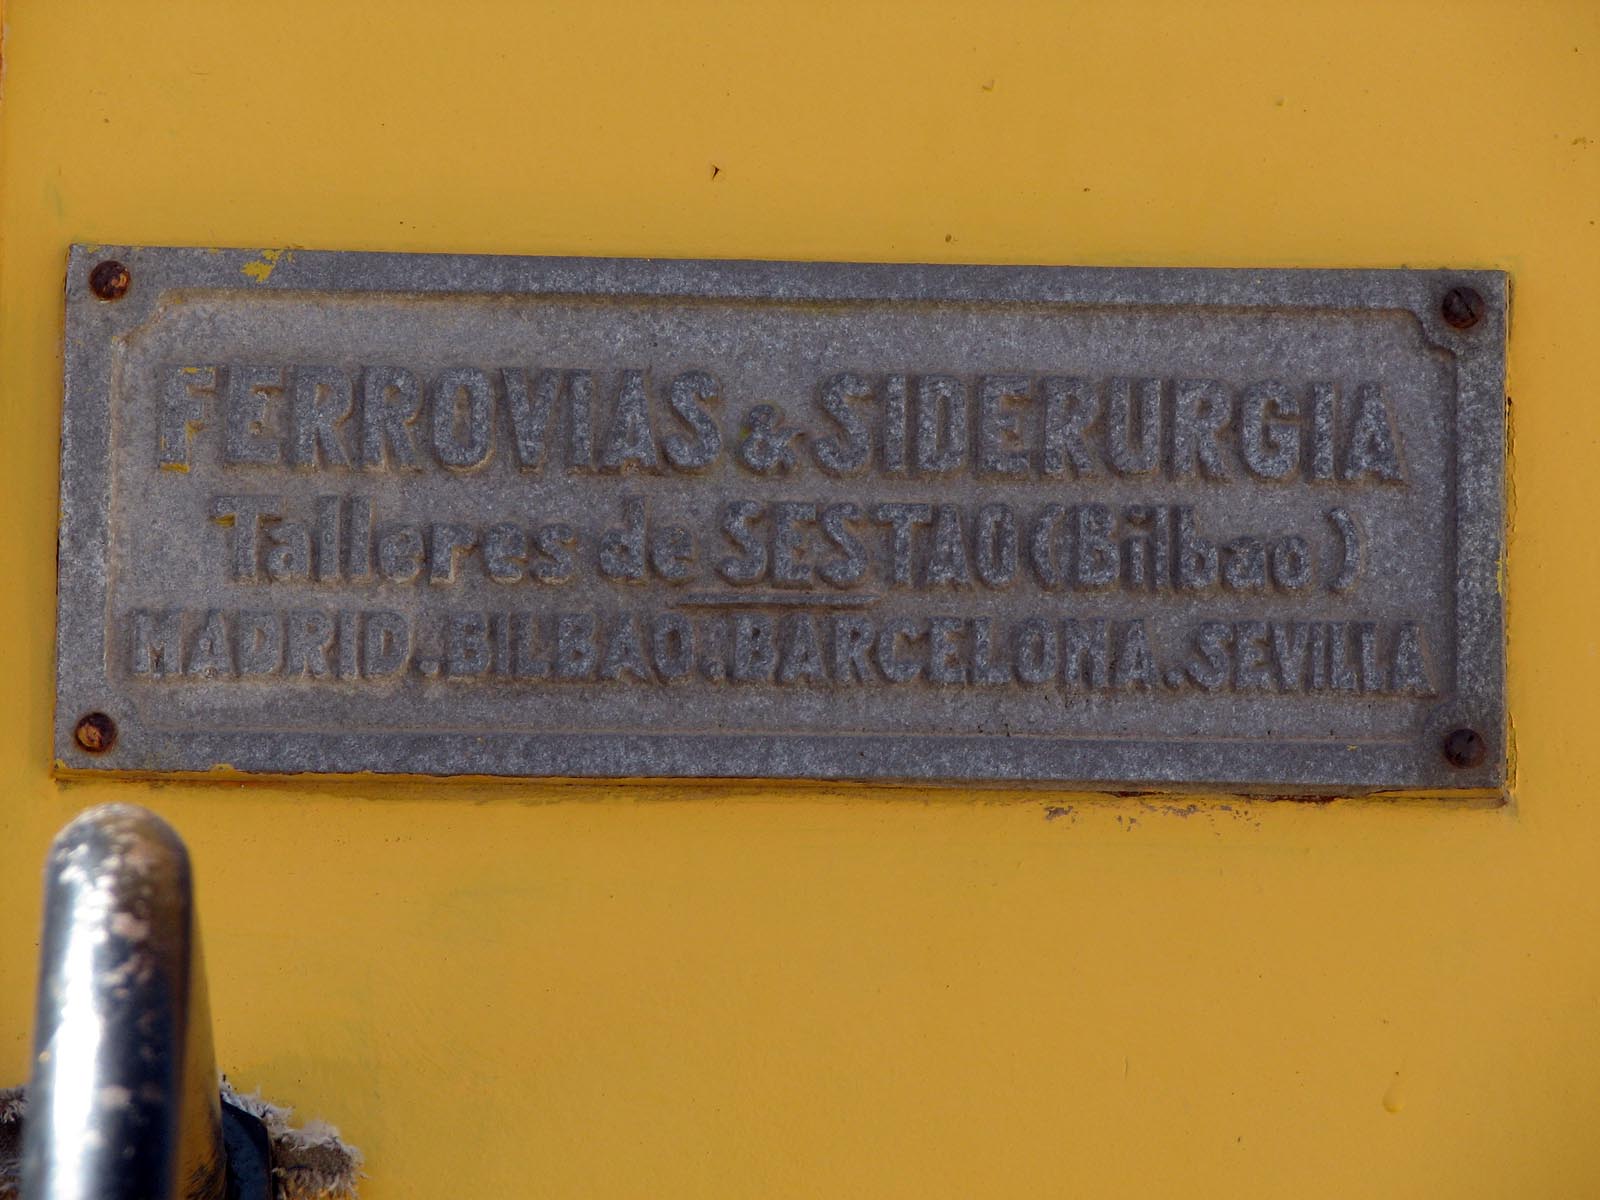 FERROVIAS & SIDERURGIA
Talleres de SESTAO (Bilbao)
MADRID.BILBAO.BARCELONA.SEVILLA